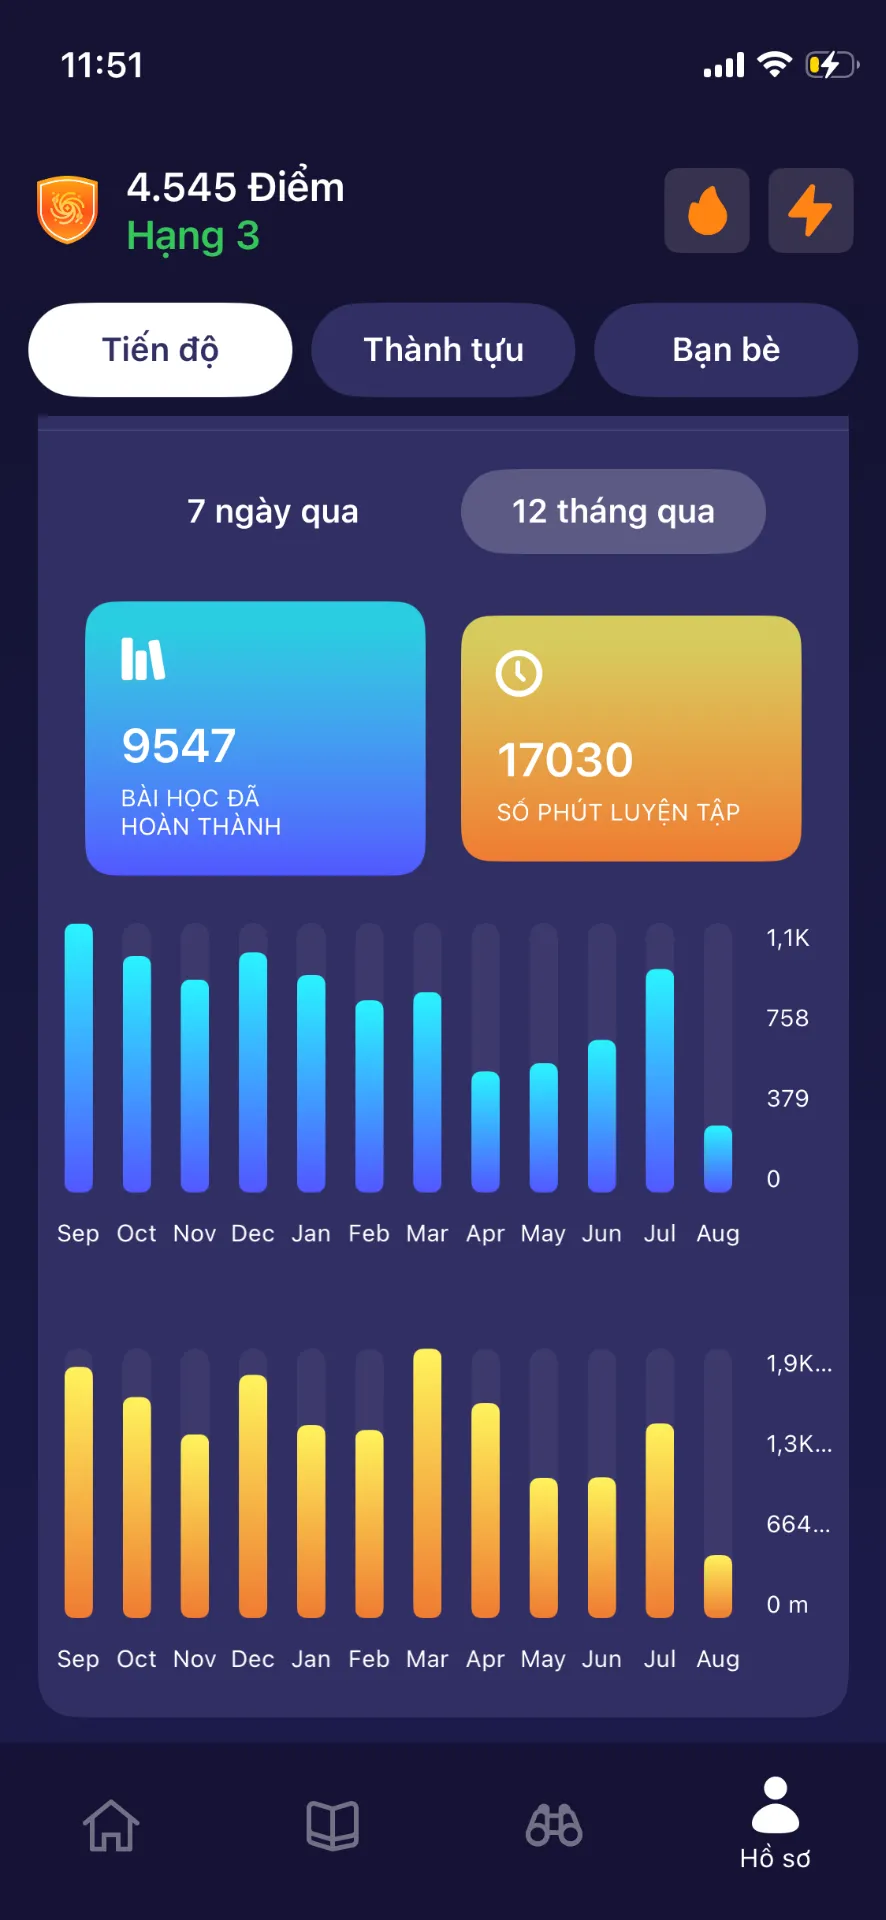 11:51
4.545 Điểm
Hạng 3
Tiến độ
Thành tựu
Bạn bè
7 ngày qua
12 tháng qua
9547
BÀI HỌC ĐÃ
HOÀN THÀNH
17030
SỐ PHÚT LUYỆN TẬP
1,1K
758
379
0
Sep Oct Nov Dec Jan Feb Mar Apr May Jun Jul Aug
1,9K...
1,3K...
664...
0 m
Sep Oct Nov Dec Jan Feb Mar Apr May Jun Jul Aug
Hồ sơ